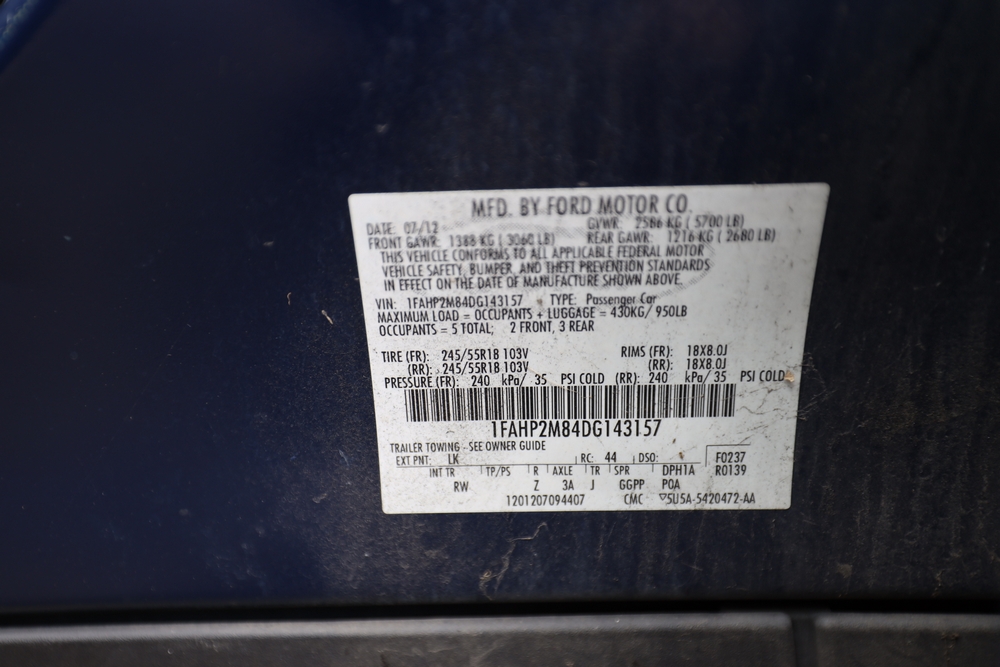 MFD. BY FORD MOTOR CO.
DATE: 07/12 GVWR: 2586 KG ( 5700 LB)
FRONT GAWR: 1388 KG ( 3060 LB) REAR GAWR: 1216 KG ( 2680 LB)
THIS VEHICLE CONFORMS TO ALL APPLICABLE FEDERAL MOTOR
VEHICLE SAFETY, BUMPER, AND THEFT PREVENTION STANDARDS
IN EFFECT ON THE DATE OF MANUFACTURE SHOWN ABOVE.
VIN: 1FAHP2M84DG143157 TYPE: Passenger Car
MAXIMUM LOAD = OCCUPANTS + LUGGAGE = 430KG/ 950LB
OCCUPANTS = 5 TOTAL; 2 FRONT, 3 REAR
TIRE (FR): 245/55R18 103V RIMS (FR): 18X8.0J
(RR): 245/55R18 103V (RR): 18X8.0J
PRESSURE (FR): 240 kPa/ 35 PSI COLD (RR): 240 kPa/ 35 PSI COLD
1FAHP2M84DG143157
TRAILER TOWING - SEE OWNER GUIDE
EXT PNT: LK RC: 44 DSO: F0237
INT TR TP/PS R AXLE TR SPR DPH1A R0139
RW Z 3A J GGPP POA
1201207094407 CMC ▽5U5A-5420472-AA